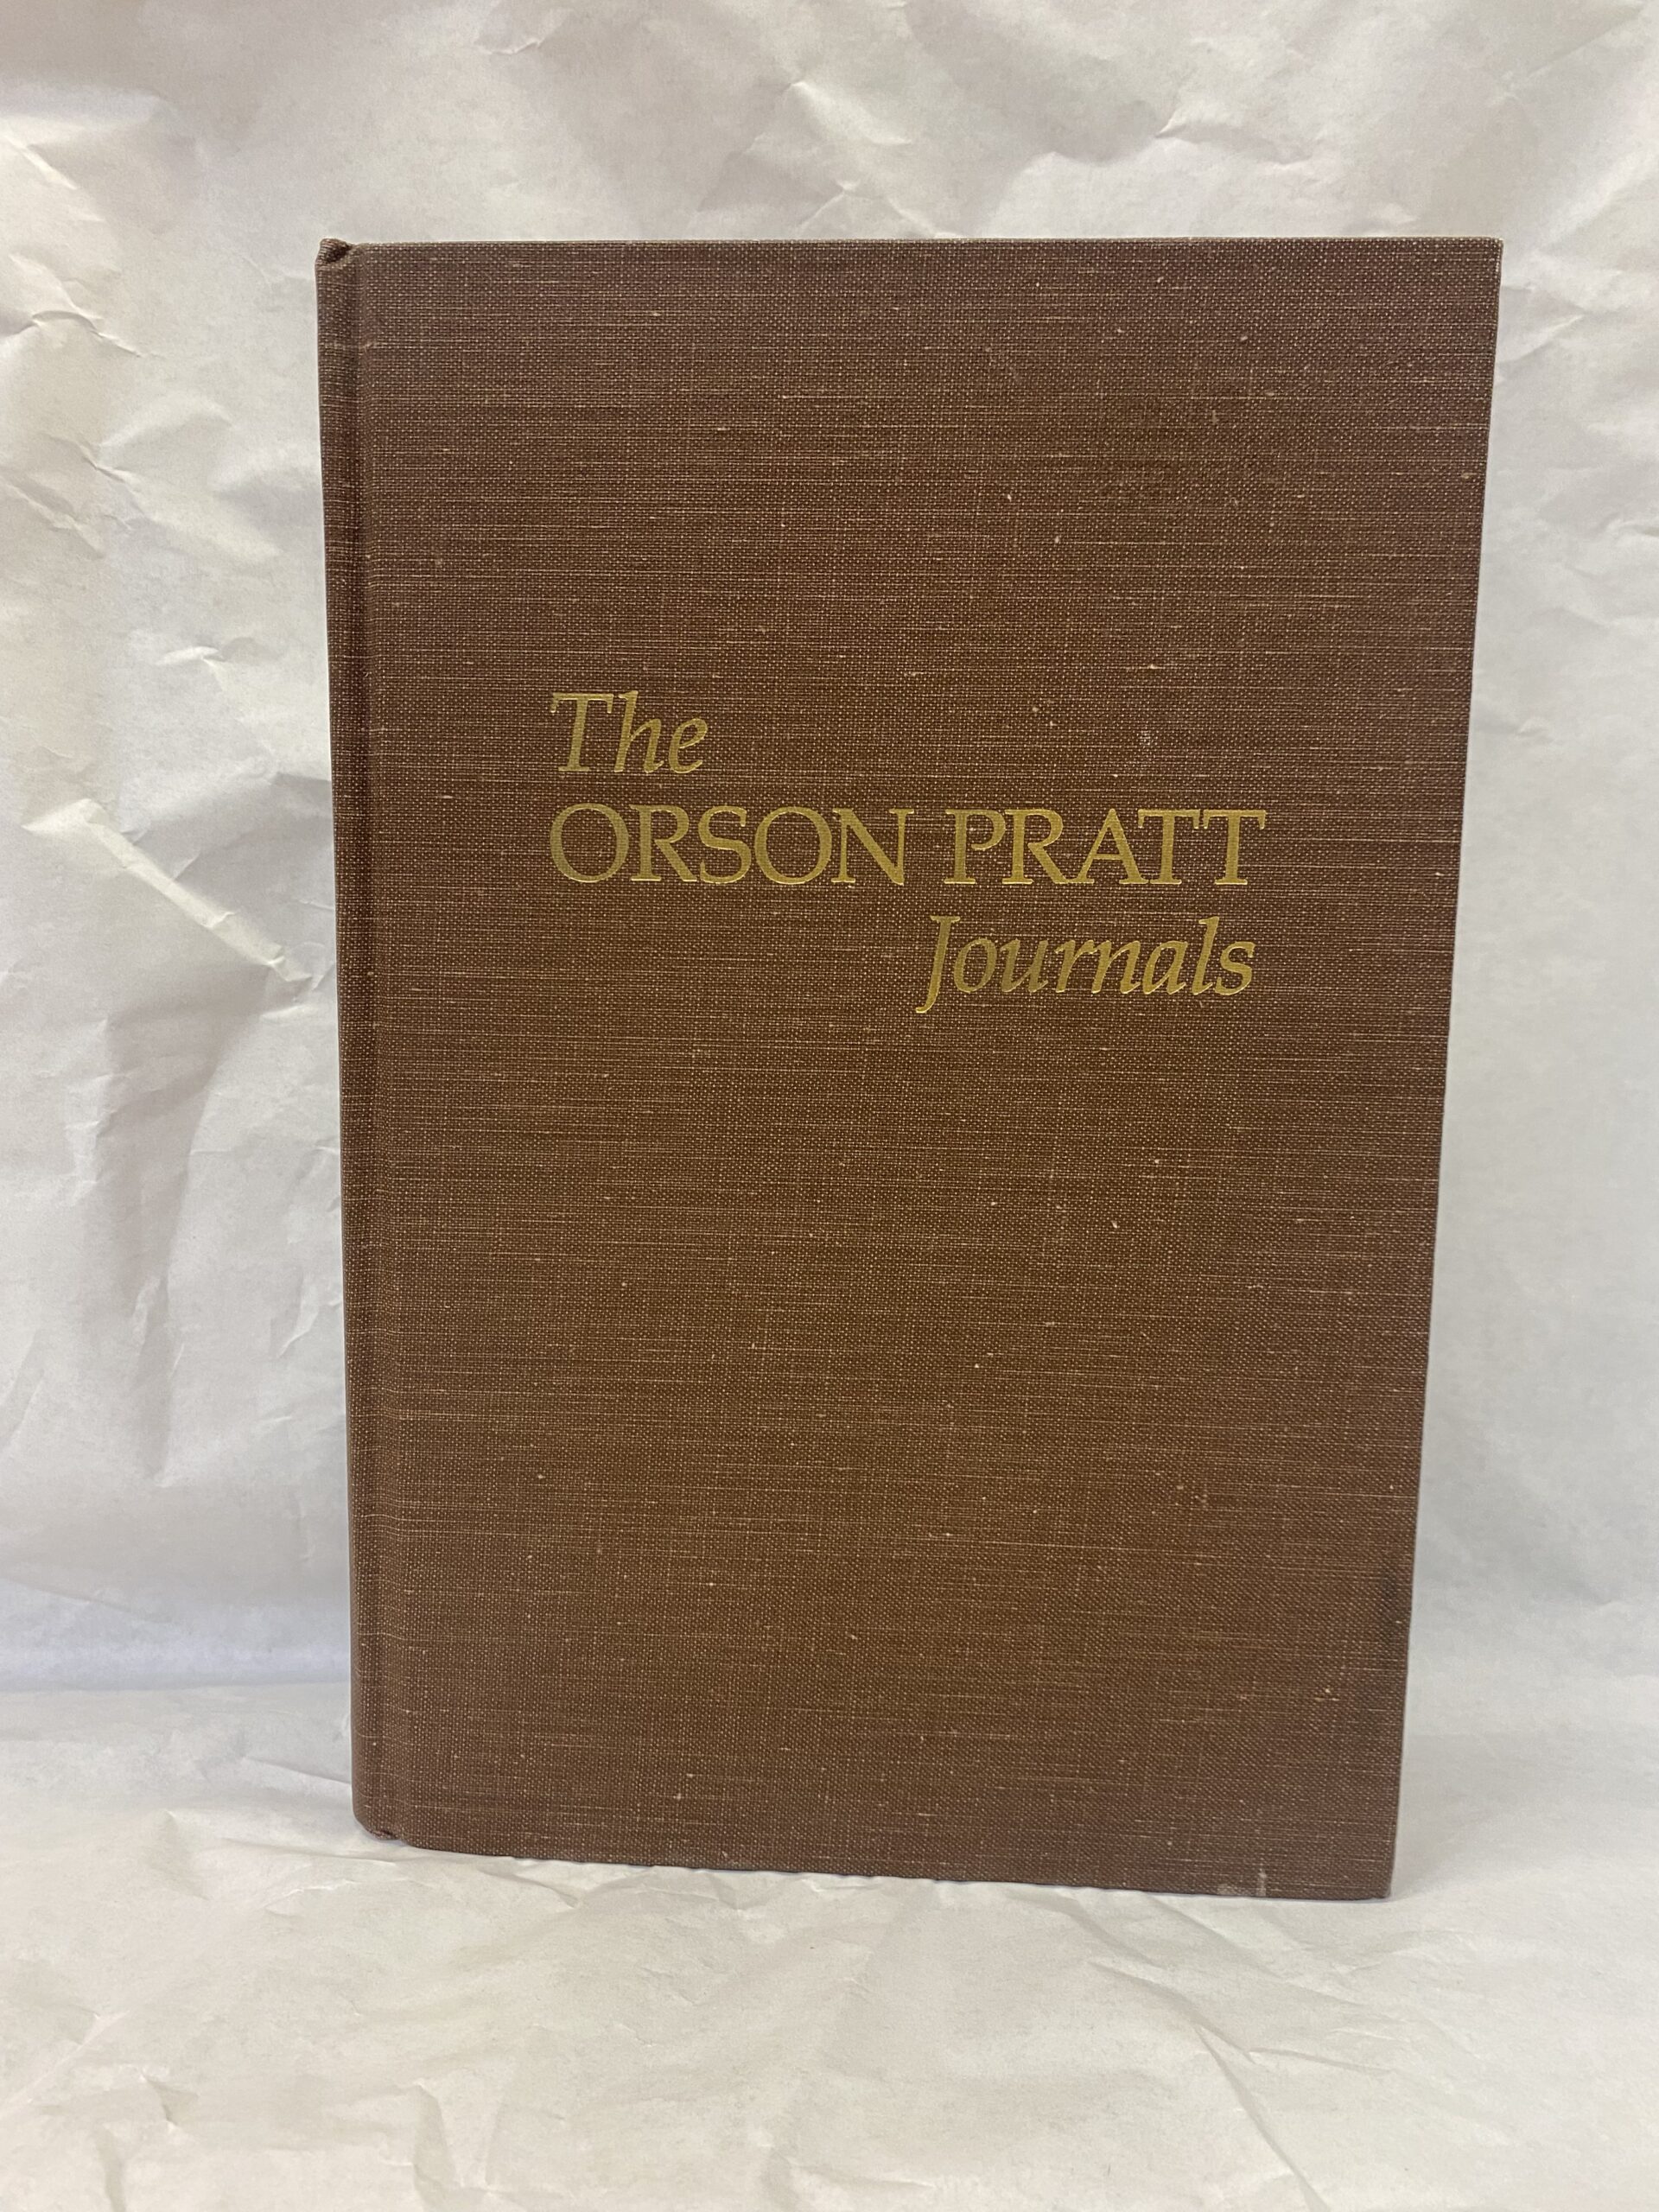 The
ORSON PRATT
Journals